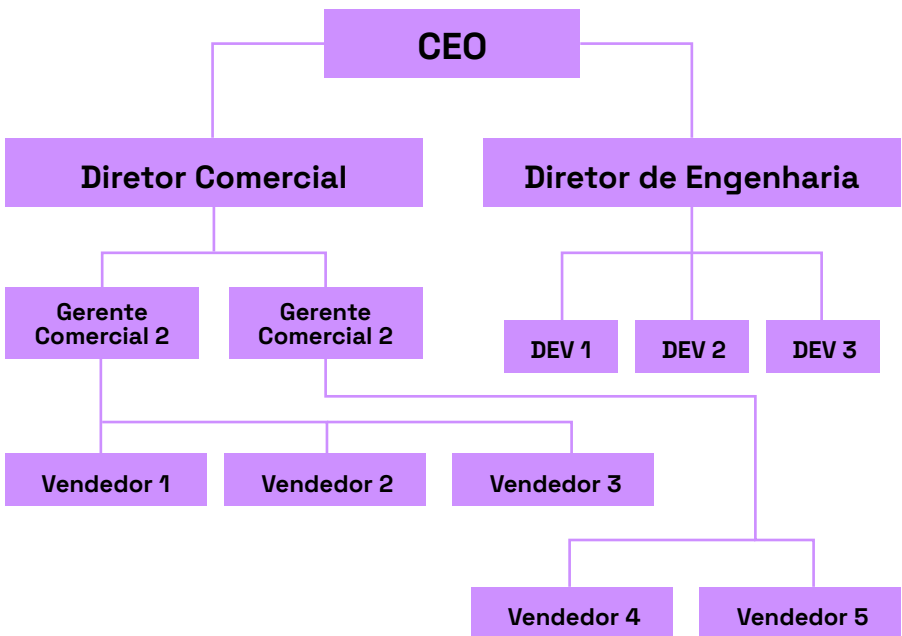 CEO
Diretor Comercial
Diretor de Engenharia
Gerente
Comercial 2
Gerente
Comercial 2
DEV 1
DEV 2
DEV 3
Vendedor 1
Vendedor 2
Vendedor 3
Vendedor 4
Vendedor 5